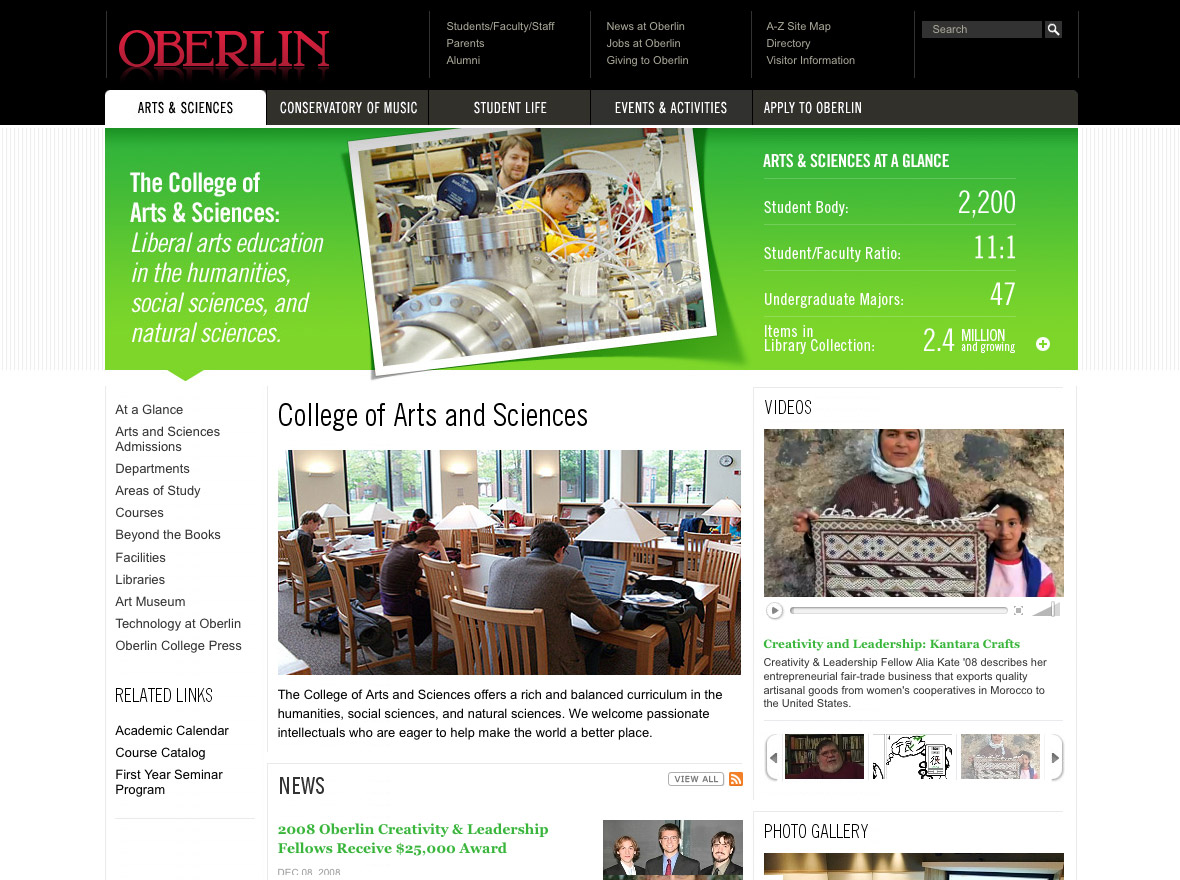 OBERLIN
Students/Faculty/Staff
Parents
Alumni
News at Oberlin
Jobs at Oberlin
Giving to Oberlin
A-Z Site Map
Directory
Visitor Information
Search
ARTS & SCIENCES
CONSERVATORY OF MUSIC
STUDENT LIFE
EVENTS & ACTIVITIES
APPLY TO OBERLIN
The College of
Arts & Sciences:
Liberal arts education
in the humanities,
social sciences, and
natural sciences.
ARTS & SCIENCES AT A GLANCE
Student Body: 2,200
Student/Faculty Ratio: 11:1
Undergraduate Majors: 47
Items in
Library Collection: 2.4 MILLION
and growing
At a Glance
Arts and Sciences
Admissions
Departments
Areas of Study
Courses
Beyond the Books
Facilities
Libraries
Art Museum
Technology at Oberlin
Oberlin College Press
RELATED LINKS
Academic Calendar
Course Catalog
First Year Seminar
Program
College of Arts and Sciences
The College of Arts and Sciences offers a rich and balanced curriculum in the
humanities, social sciences, and natural sciences. We welcome passionate
intellectuals who are eager to help make the world a better place.
NEWS
VIEW ALL
2008 Oberlin Creativity & Leadership
Fellows Receive $25,000 Award
DEC 08, 2008
VIDEOS
Creativity and Leadership: Kantara Crafts
Creativity & Leadership Fellow Alia Kate '08 describes her
entrepreneurial fair-trade business that exports quality
artisanal goods from women's cooperatives in Morocco to
the United States.
PHOTO GALLERY